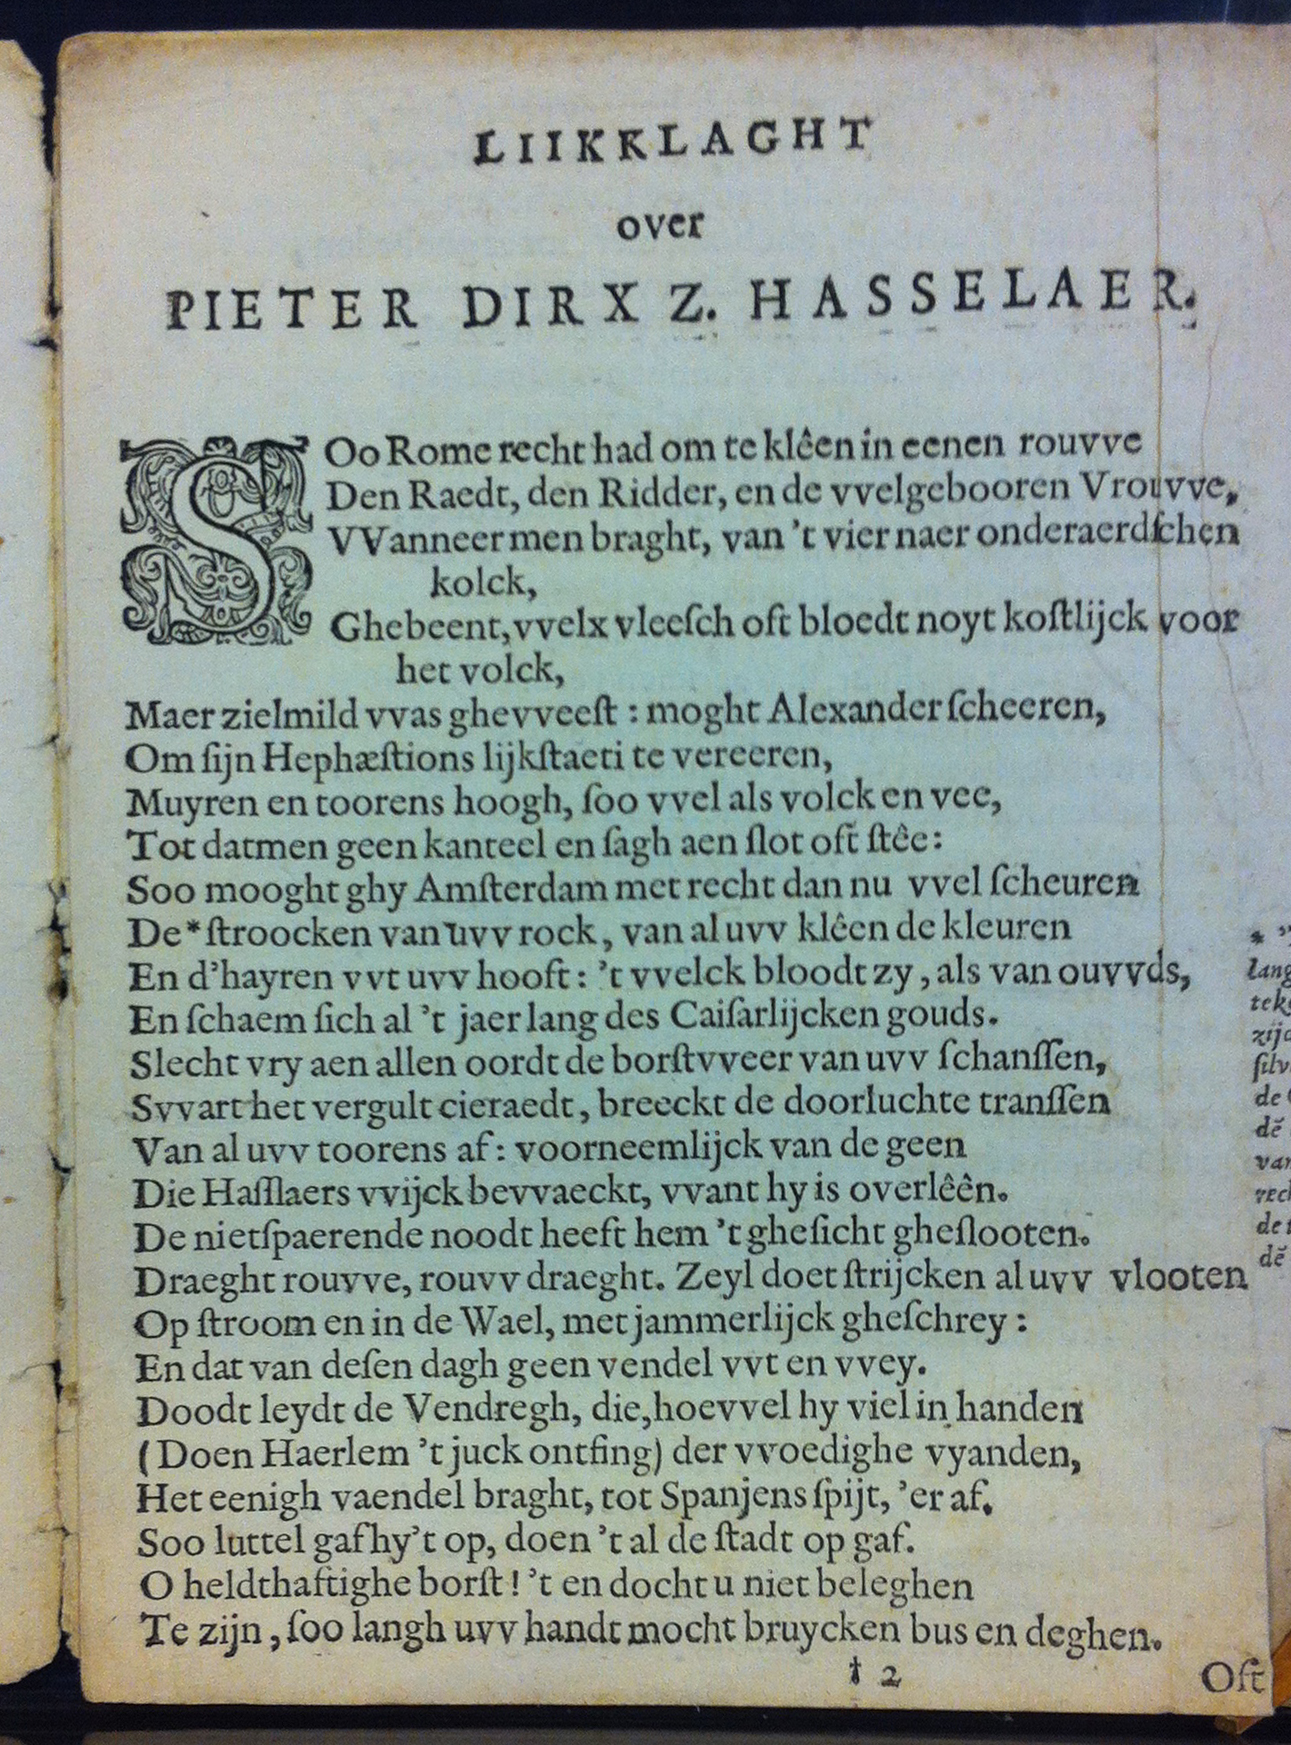 LIIKKLAGHT
over
PIETER DIRX Z. HASSELAER.
SOo Rome recht had om te klêen in eenen rouvve
Den Raedt, den Ridder, en de vvelgebooren Vrouvve,
VVanneer men braght, van 't vier naer onderaerdſchen
kolck,
Ghebeent, vvelx vleeſch oft bloedt noyt koſtlijck voor
het volck,
Maer zielmild vvas ghevveeſt : moght Alexander ſcheeren,
Om ſijn Hephæſtions lijkſtaeti te vereeren,
Muyren en toorens hoogh, ſoo vvel als volck en vee,
Tot datmen geen kanteel en ſagh aen ſlot oft ſtêe:
Soo mooght ghy Amſterdam met recht dan nu vvel ſcheuren
De * ſtroocken van uvv rock, van al uvv klêen de kleuren
En d'hayren vvt uvv hooft: 't vvelck bloodt zy, als van ouvvds,
En ſchaem ſich al 't jaer lang des Caiſarlijcken gouds.
Slecht vry aen allen oordt de borſtvveer van uvv ſchanſſen,
Svvart het vergult cieraedt, breeckt de doorluchte tranſſen
Van al uvv toorens af: voorneemlijck van de geen
Die Haſſlaers vvijck bevvaeckt, vvant hy is overlêên.
De nietſpaerende noodt heeft hem 't gheſicht gheſlooten.
Draeght rouvve, rouvv draeght. Zeyl doet ſtrijcken al uvv vlooten
Op ſtroom en in de Wael, met jammerlijck gheſchrey :
En dat van deſen dagh geen vendel vvt en vvey.
Doodt leydt de Vendregh, die, hoevvel hy viel in handen
(Doen Haerlem 't juck ontfing) der vvoedighe vyanden,
Het eenigh vaendel braght, tot Spanjens ſpijt, 'er af.
Soo luttel gaf hy't op, doen 't al de ſtadt op gaf.
O heldthaftighe borſt! 't en docht u niet beleghen
Te zijn, ſoo langh uvv handt mocht bruycken bus en deghen.
† 2
Oft
*
lang
zijd
de
dẽ
van
rech
de
dẽ